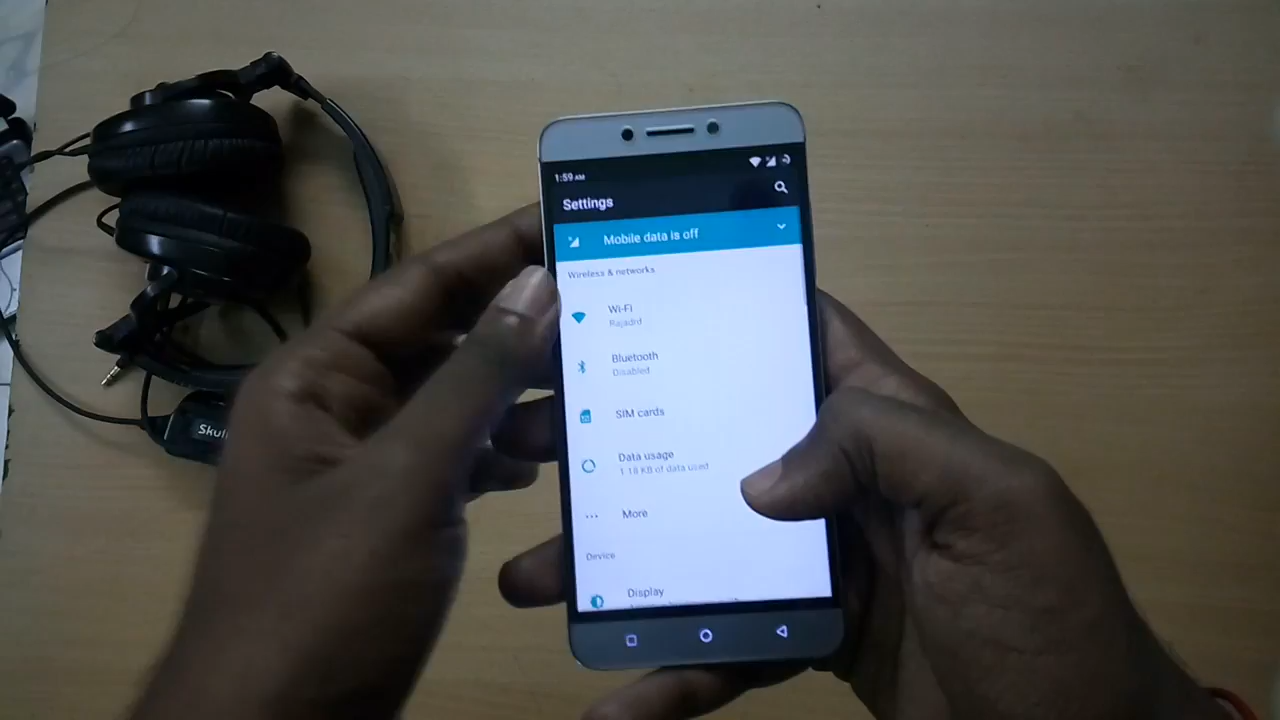 1:59 AM
Settings
Mobile data is off
Wireless & networks
Wi-Fi
Rajadrd
Bluetooth
Disabled
SIM cards
Data usage
1.18 KB of data used
More
Device
Display
Skull